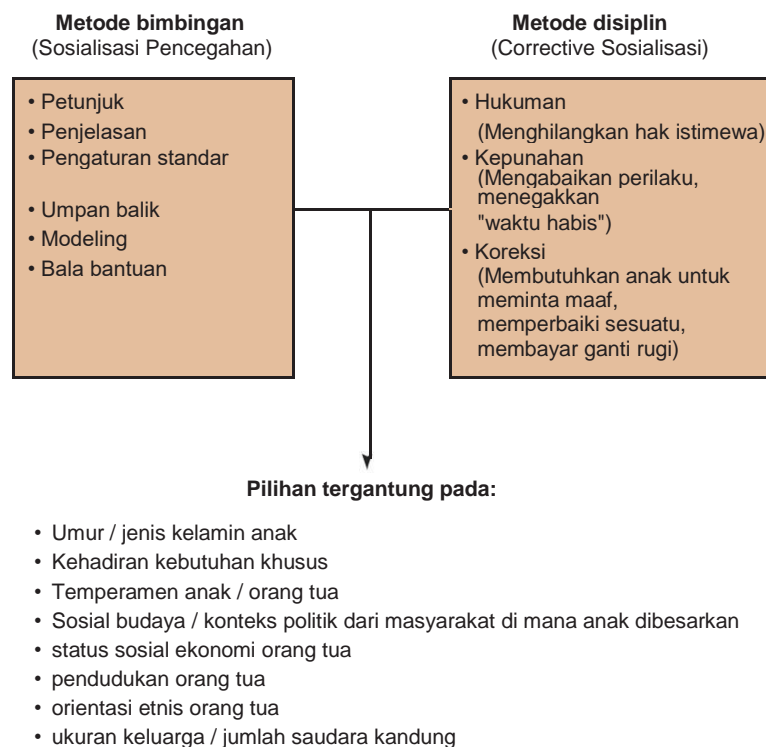 Metode bimbingan
(Sosialisasi Pencegahan)
• Petunjuk
• Penjelasan
• Pengaturan standar
• Umpan balik
• Modeling
• Bala bantuan
Metode disiplin
(Corrective Sosialisasi)
• Hukuman
(Menghilangkan hak istimewa)
• Kepunahan
(Mengabaikan perilaku,
menegakkan
"waktu habis")
• Koreksi
(Membutuhkan anak untuk
meminta maaf,
memperbaiki sesuatu,
membayar ganti rugi)
Pilihan tergantung pada:
• Umur / jenis kelamin anak
• Kehadiran kebutuhan khusus
• Temperamen anak / orang tua
• Sosial budaya / konteks politik dari masyarakat di mana anak dibesarkan
• status sosial ekonomi orang tua
• pendudukan orang tua
• orientasi etnis orang tua
• ukuran keluarga / jumlah saudara kandung